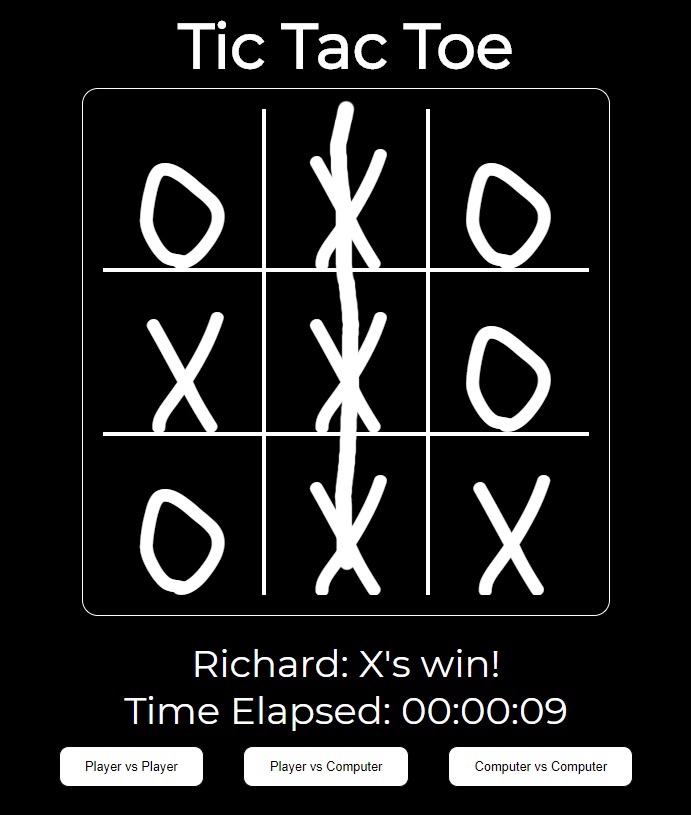 Tic Tac Toe
O X O
X X O
O X X
Richard: X's win!
Time Elapsed: 00:00:09
Player vs Player
Player vs Computer
Computer vs Computer